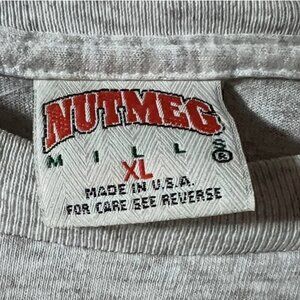 NUTMEG
MILLS®
XL
MADE IN U.S.A.
FOR CARE SEE REVERSE